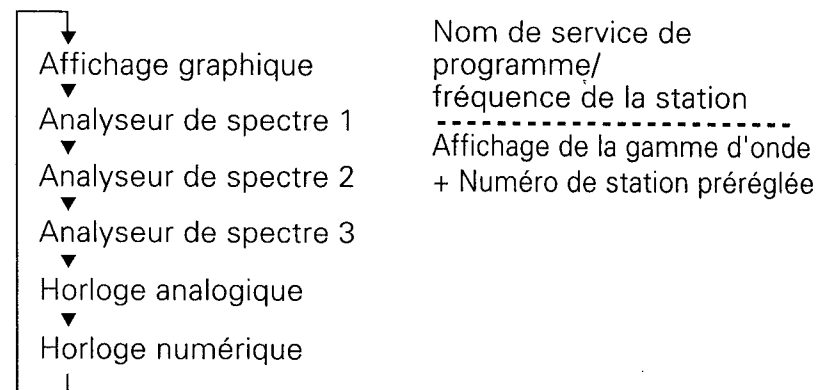 Affichage graphique
Analyseur de spectre 1
Analyseur de spectre 2
Analyseur de spectre 3
Horloge analogique
Horloge numérique
Nom de service de
programme/
fréquence de la station
Affichage de la gamme d'onde
+ Numéro de station préréglée